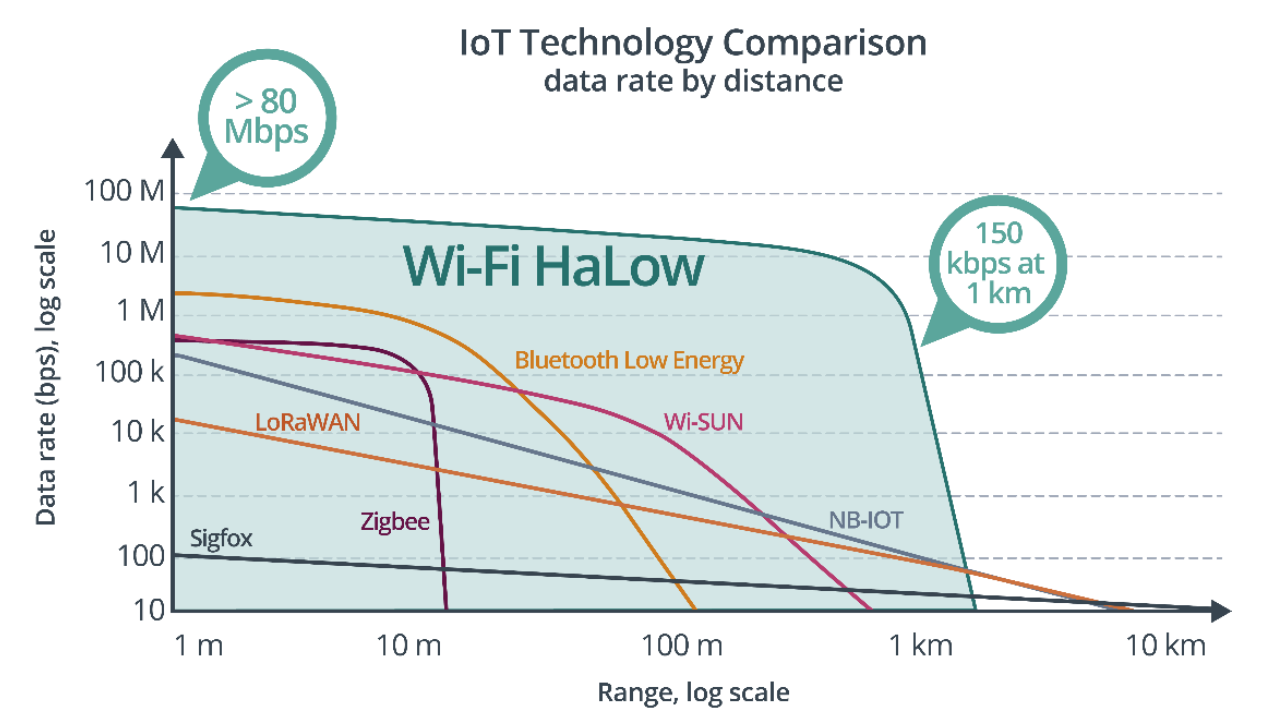 IoT Technology Comparison
data rate by distance
> 80
Mbps
100 M
10 M
1 M
100 k
10 k
1 k
100
10
Data rate (bps), log scale
Wi-Fi HaLow
150
kbps at
1 km
Bluetooth Low Energy
LoRaWAN
Wi-SUN
Zigbee
NB-IOT
Sigfox
1 m
10 m
100 m
1 km
10 km
Range, log scale